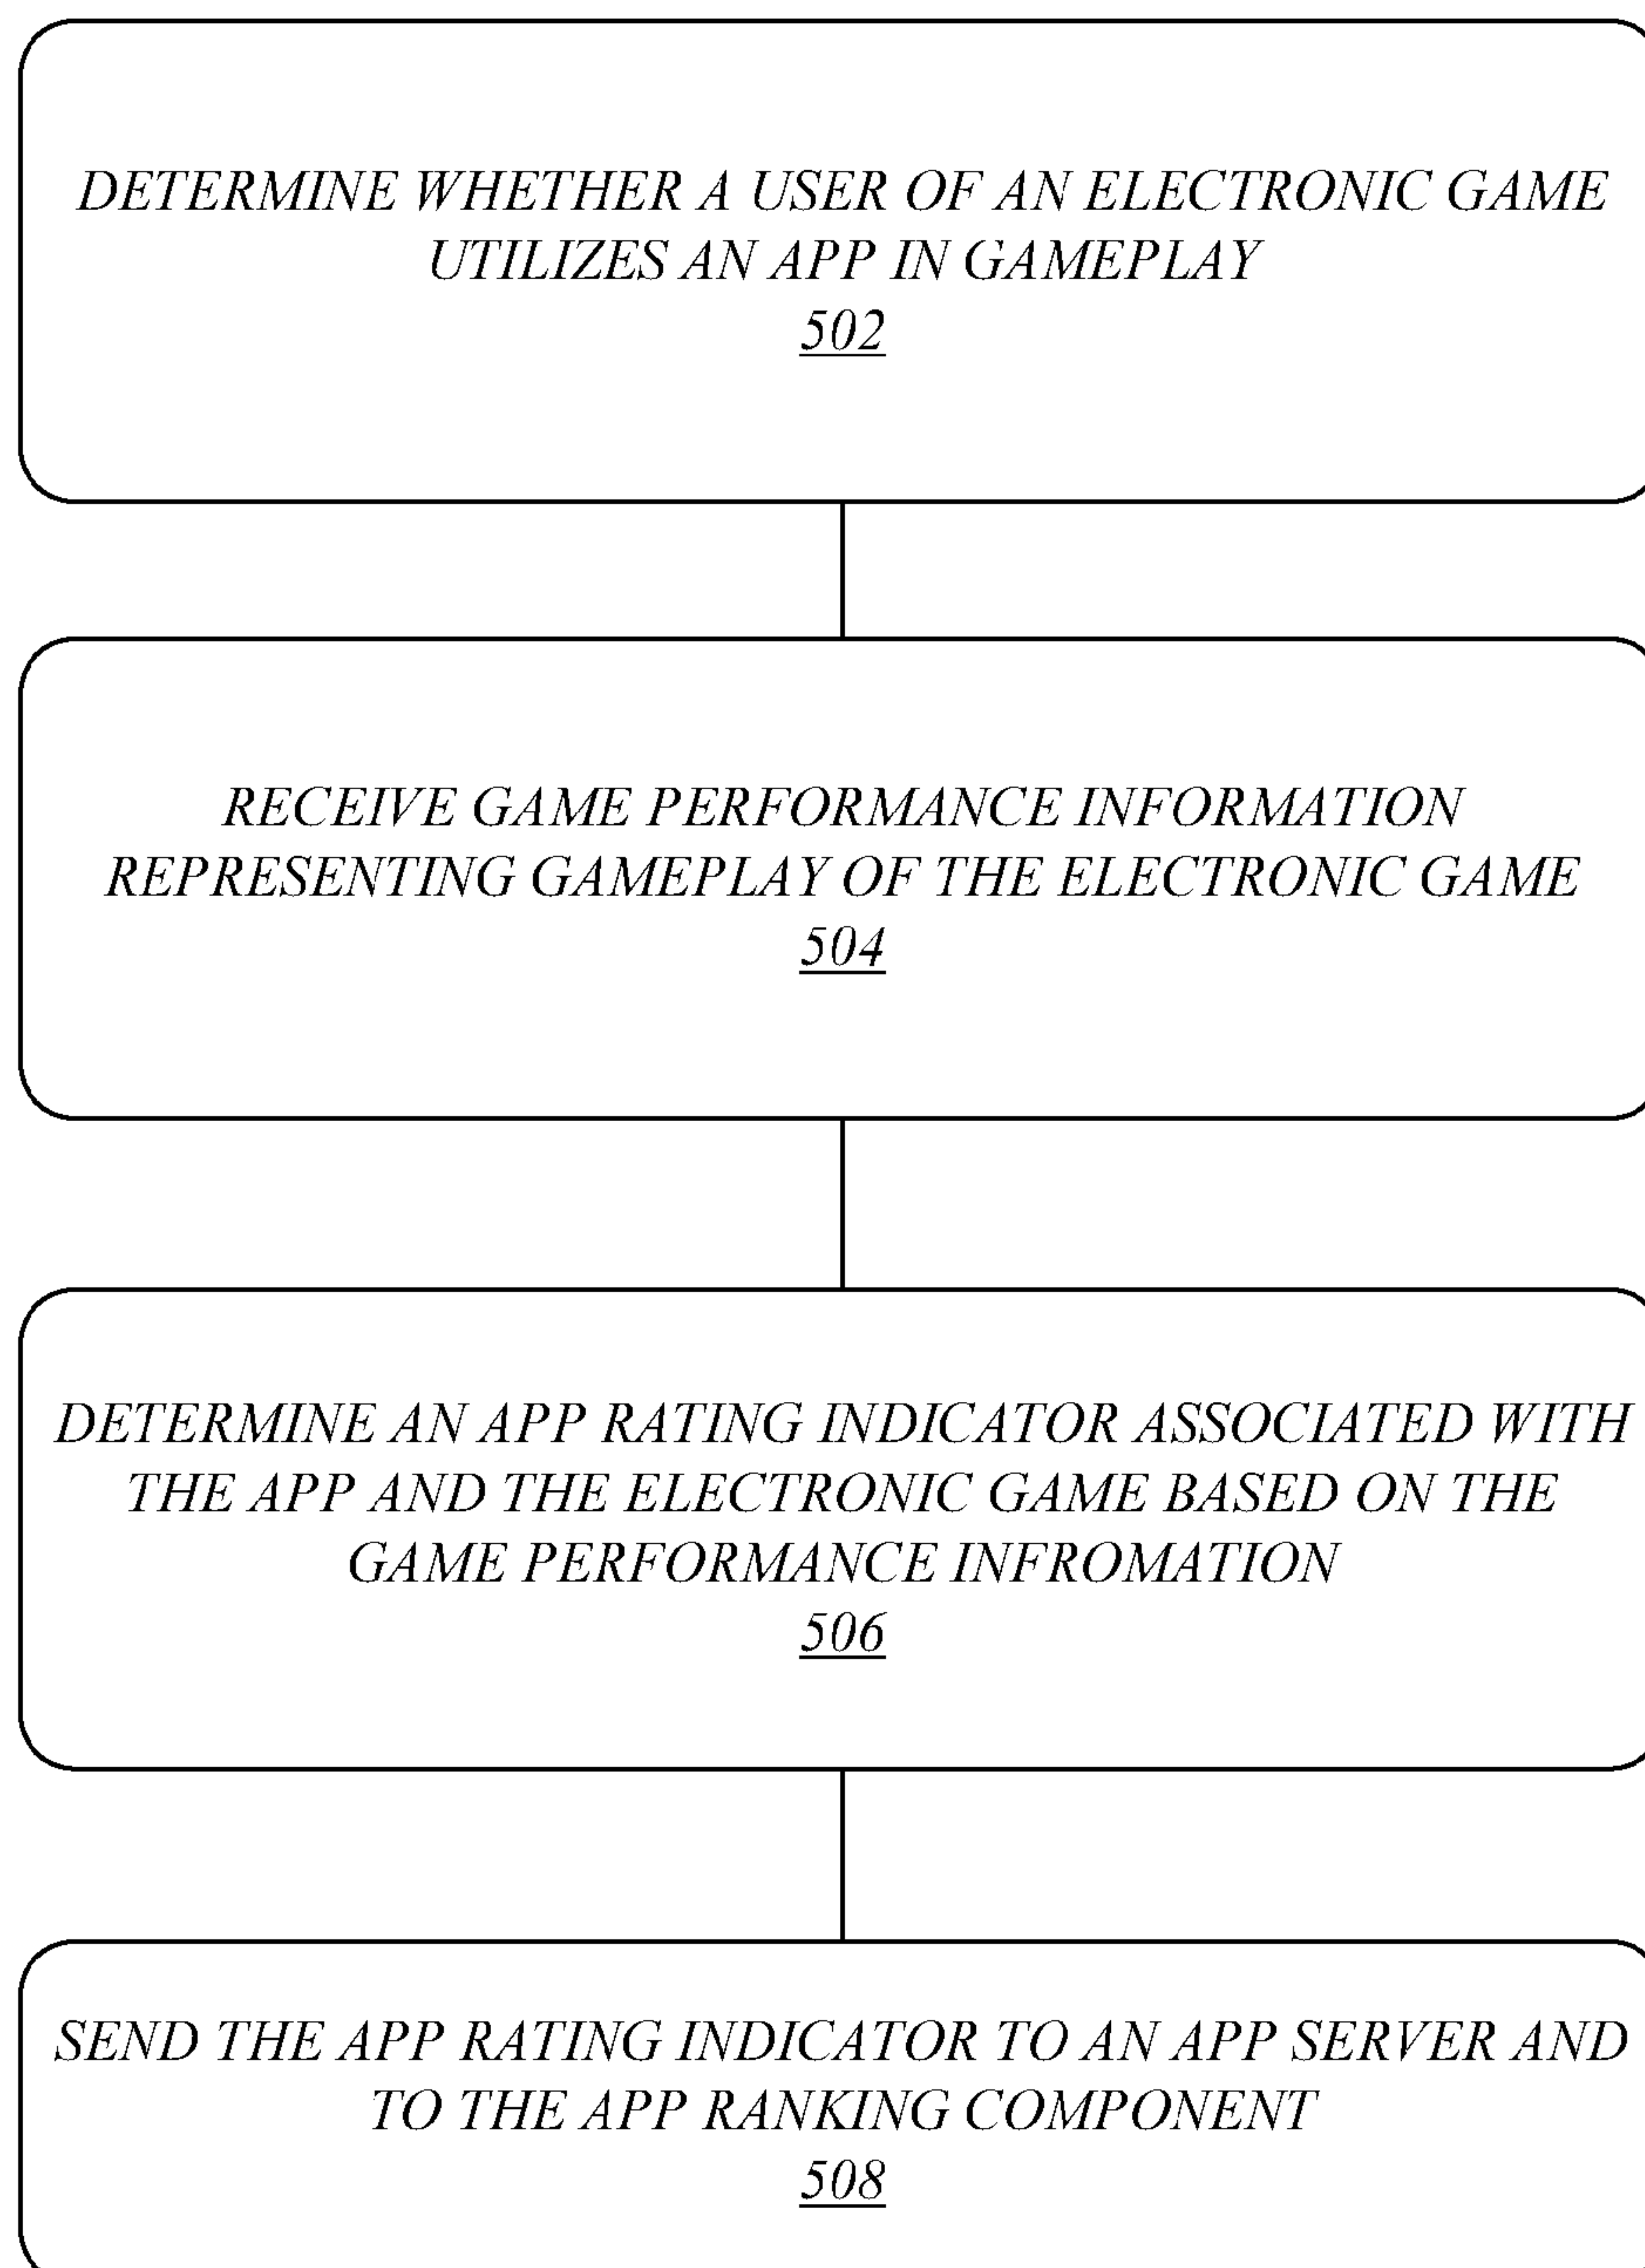 DETERMINE WHETHER A USER OF AN ELECTRONIC GAME
UTILIZES AN APP IN GAMEPLAY
502
RECEIVE GAME PERFORMANCE INFORMATION
REPRESENTING GAMEPLAY OF THE ELECTRONIC GAME
504
DETERMINE AN APP RATING INDICATOR ASSOCIATED WITH
THE APP AND THE ELECTRONIC GAME BASED ON THE
GAME PERFORMANCE INFROMATION
506
SEND THE APP RATING INDICATOR TO AN APP SERVER AND
TO THE APP RANKING COMPONENT
508